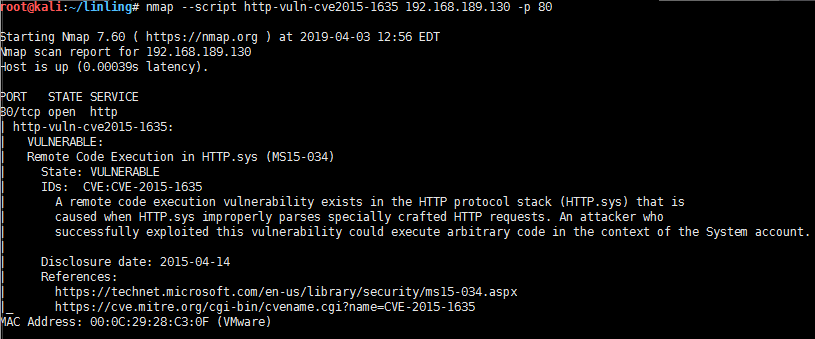 root@kali:~/linling# nmap --script http-vuln-cve2015-1635 192.168.189.130 -p 80
Starting Nmap 7.60 ( https://nmap.org ) at 2019-04-03 12:56 EDT
Nmap scan report for 192.168.189.130
Host is up (0.00039s latency).
PORT   STATE SERVICE
80/tcp open  http
| http-vuln-cve2015-1635:
|   VULNERABLE:
|   Remote Code Execution in HTTP.sys (MS15-034)
|     State: VULNERABLE
|     IDs:  CVE:CVE-2015-1635
|       A remote code execution vulnerability exists in the HTTP protocol stack (HTTP.sys) that is
|       caused when HTTP.sys improperly parses specially crafted HTTP requests. An attacker who
|       successfully exploited this vulnerability could execute arbitrary code in the context of the System account.
|
|     Disclosure date: 2015-04-14
|     References:
|       https://technet.microsoft.com/en-us/library/security/ms15-034.aspx
|_      https://cve.mitre.org/cgi-bin/cvename.cgi?name=CVE-2015-1635
MAC Address: 00:0C:29:28:C3:0F (VMware)